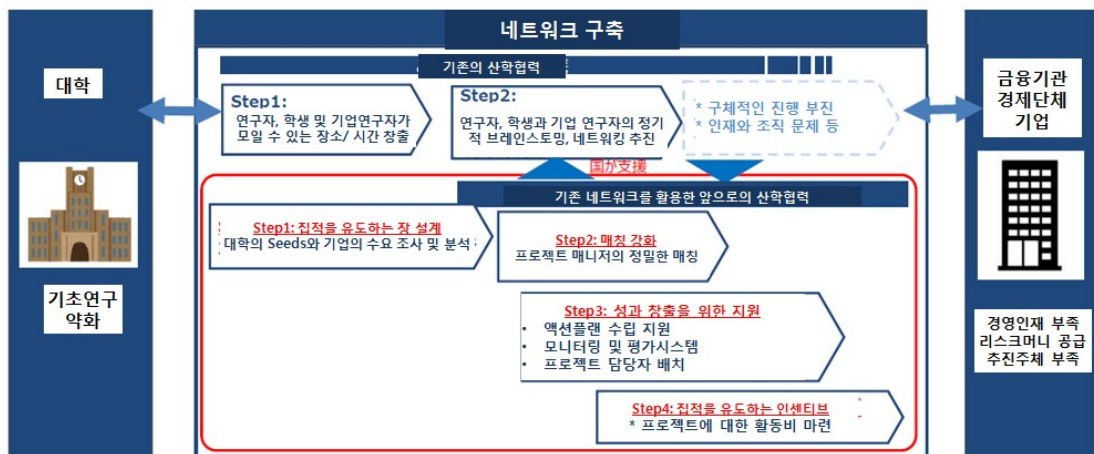 네트워크 구축
대학
기초연구
약화
기존의 산학협력
Step1:
연구자, 학생 및 기업연구자가
모일 수 있는 장소/ 시간 창출
Step2:
연구자, 학생과 기업 연구자의 정기
적 브레인스토밍, 네트워킹 추진
* 구체적인 진행 부진
* 인재와 조직 문제 등
国が支援
기존 네트워크를 활용한 앞으로의 산학협력
Step1: 집적을 유도하는 장 설계
대학의 Seeds와 기업의 수요 조사 및 분석
Step2: 매칭 강화
프로젝트 매니저의 정밀한 매칭
Step3: 성과 창출을 위한 지원
• 액션플랜 수립 지원
• 모니터링 및 평가시스템
• 프로젝트 담당자 배치
Step4: 집적을 유도하는 인센티브
* 프로젝트에 대한 활동비 마련
금융기관
경제단체
기업
경영인재 부족
리스크머니 공급
추진주체 부족